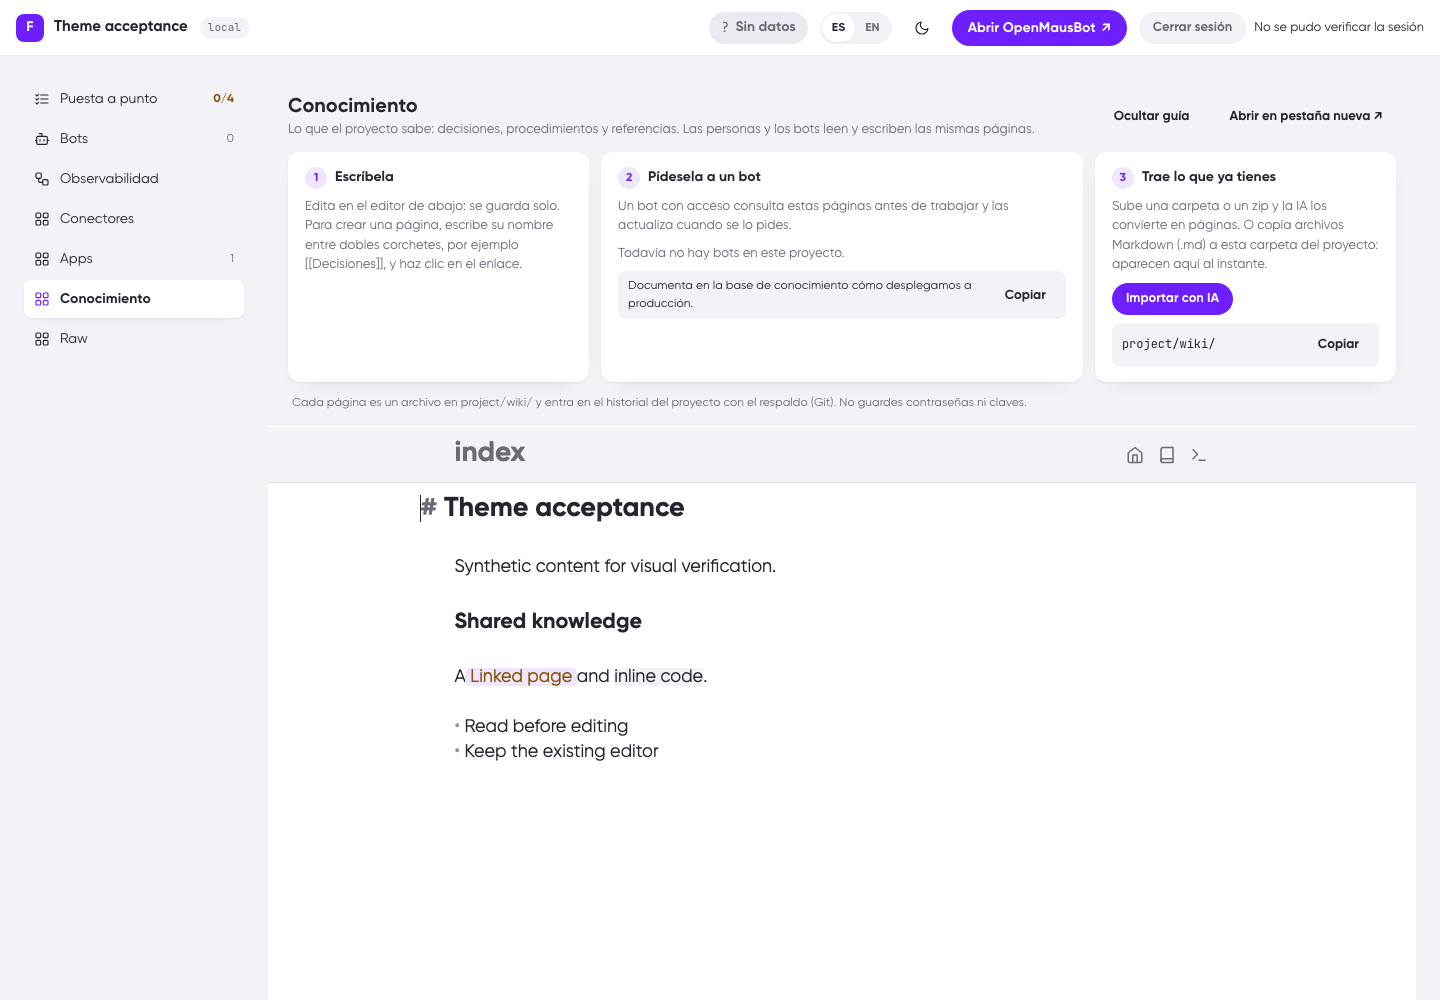 F Theme acceptance local
? Sin datos ES EN Abrir OpenMausBot ↗ Cerrar sesión No se pudo verificar la sesión
Puesta a punto 0/4
Bots 0
Observabilidad
Conectores
Apps 1
Conocimiento
Raw
Conocimiento
Lo que el proyecto sabe: decisiones, procedimientos y referencias. Las personas y los bots leen y escriben las mismas páginas.
Ocultar guía Abrir en pestaña nueva ↗
1 Escríbela
Edita en el editor de abajo: se guarda solo.
Para crear una página, escribe su nombre
entre dobles corchetes, por ejemplo
[[Decisiones]], y haz clic en el enlace.
2 Pídesela a un bot
Un bot con acceso consulta estas páginas antes de trabajar y las
actualiza cuando se lo pides.
Todavía no hay bots en este proyecto.
Documenta en la base de conocimiento cómo desplegamos a
producción.
Copiar
3 Trae lo que ya tienes
Sube una carpeta o un zip y la IA los
convierte en páginas. O copia archivos
Markdown (.md) a esta carpeta del proyecto:
aparecen aquí al instante.
Importar con IA
project/wiki/ Copiar
Cada página es un archivo en project/wiki/ y entra en el historial del proyecto con el respaldo (Git). No guardes contraseñas ni claves.
index
# Theme acceptance
Synthetic content for visual verification.
Shared knowledge
A Linked page and inline code.
• Read before editing
• Keep the existing editor